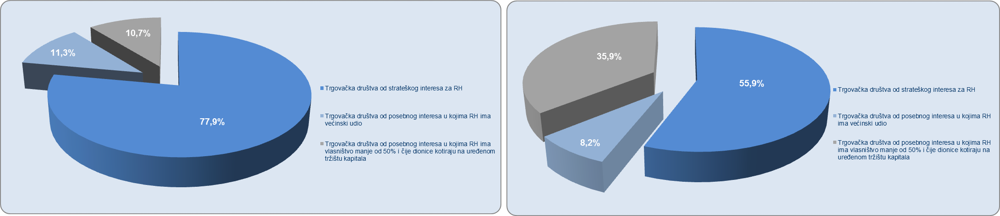 10,7%
11,3%
77,9%
Trgovačka društva od strateškog interesa za RH
Trgovačka društva od posebnog interesa u kojima RH ima
većinski udio
Trgovačka društva od posebnog interesa u kojima RH ima
vlasništvo manje od 50% i čije dionice kotiraju na uređenom
tržištu kapitala
35,9%
55,9%
8,2%
Trgovačka društva od strateškog interesa za RH
Trgovačka društva od posebnog interesa u kojima RH
ima većinski udio
Trgovačka društva od posebnog interesa u kojima RH
ima vlasništvo manje od 50% i čije dionice kotiraju na
uređenom tržištu kapitala